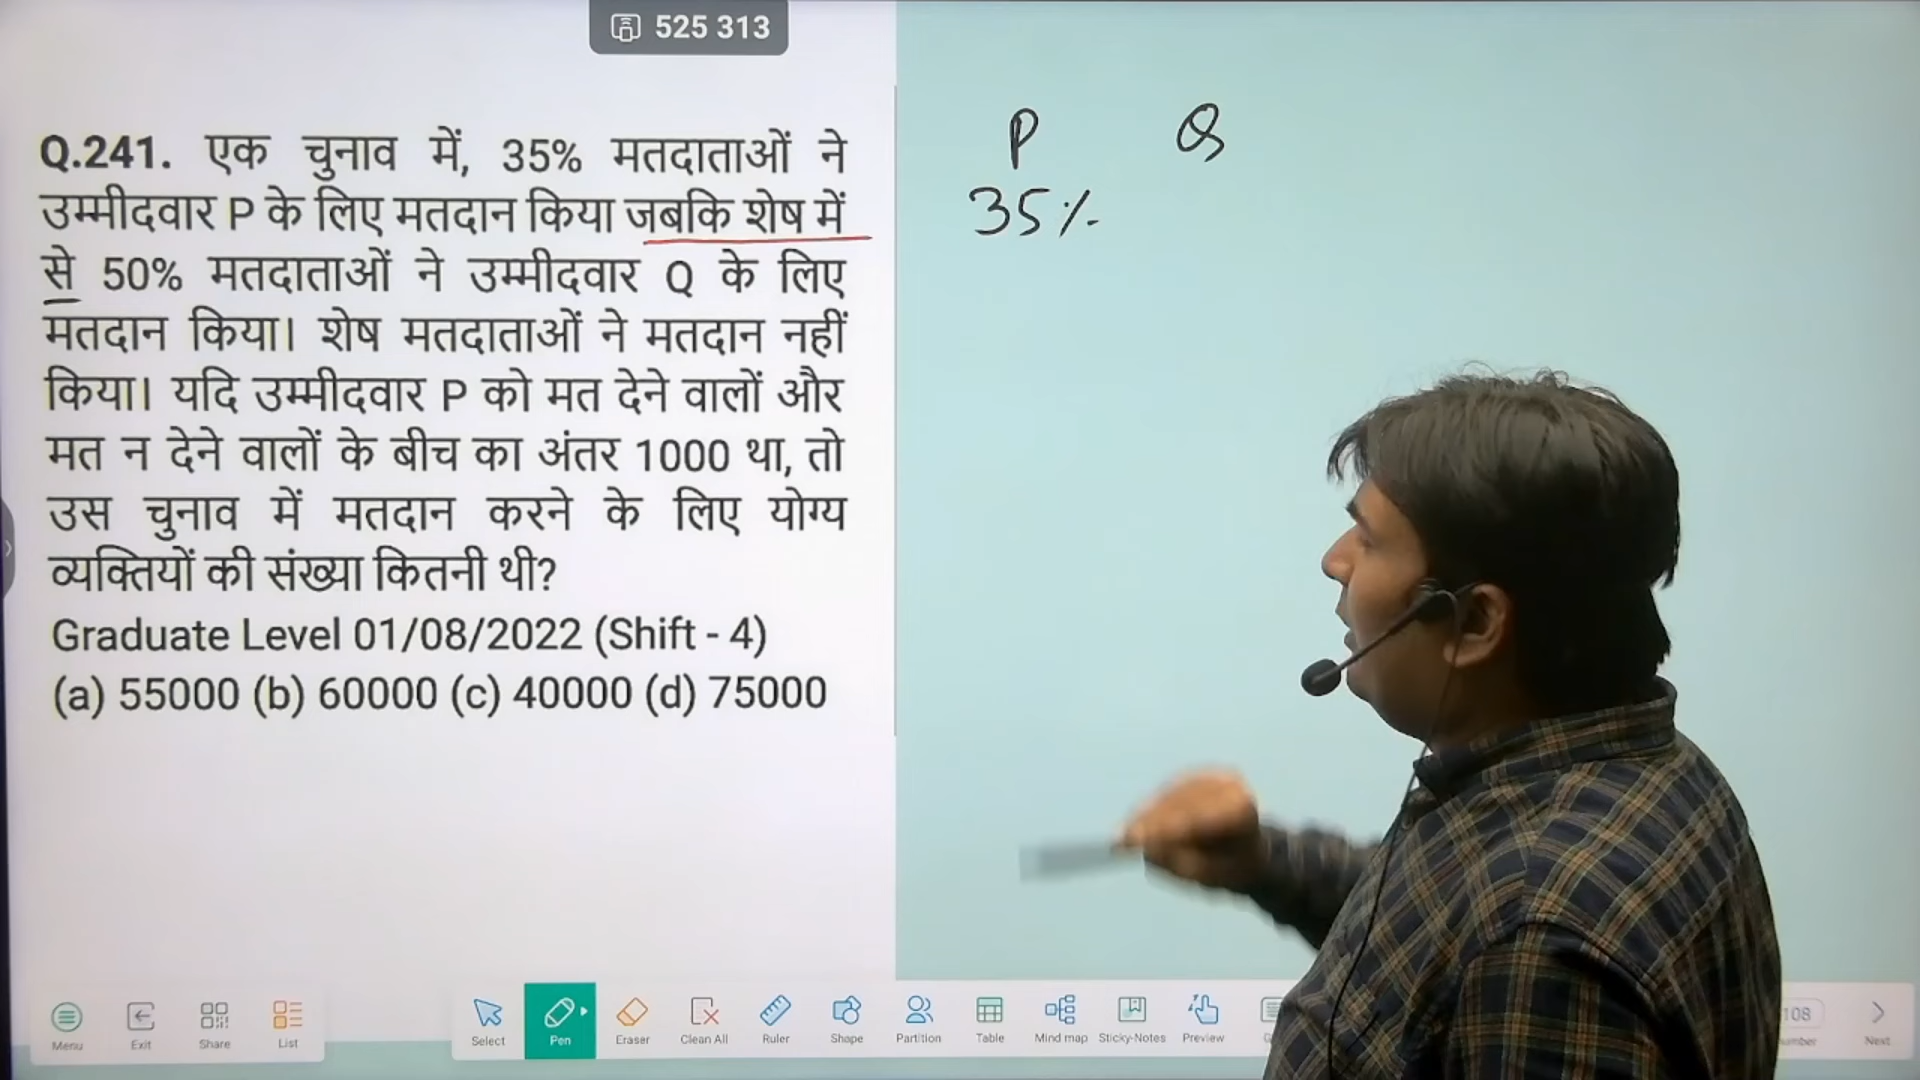 525 313
Q.241. एक चुनाव में, 35% मतदाताओं ने
उम्मीदवार P के लिए मतदान किया जबकि शेष में
से 50% मतदाताओं ने उम्मीदवार Q के लिए
मतदान किया। शेष मतदाताओं ने मतदान नहीं
किया। यदि उम्मीदवार P को मत देने वालों और
मत न देने वालों के बीच का अंतर 1000 था, तो
उस चुनाव में मतदान करने के लिए योग्य
व्यक्तियों की संख्या कितनी थी?
Graduate Level 01/08/2022 (Shift - 4)
(a) 55000 (b) 60000 (c) 40000 (d) 75000
P Q
35%
Menu Exit Share List Select Pen Eraser Clean All Ruler Shape Partition Table Mind map Sticky-Notes Preview 108 Next